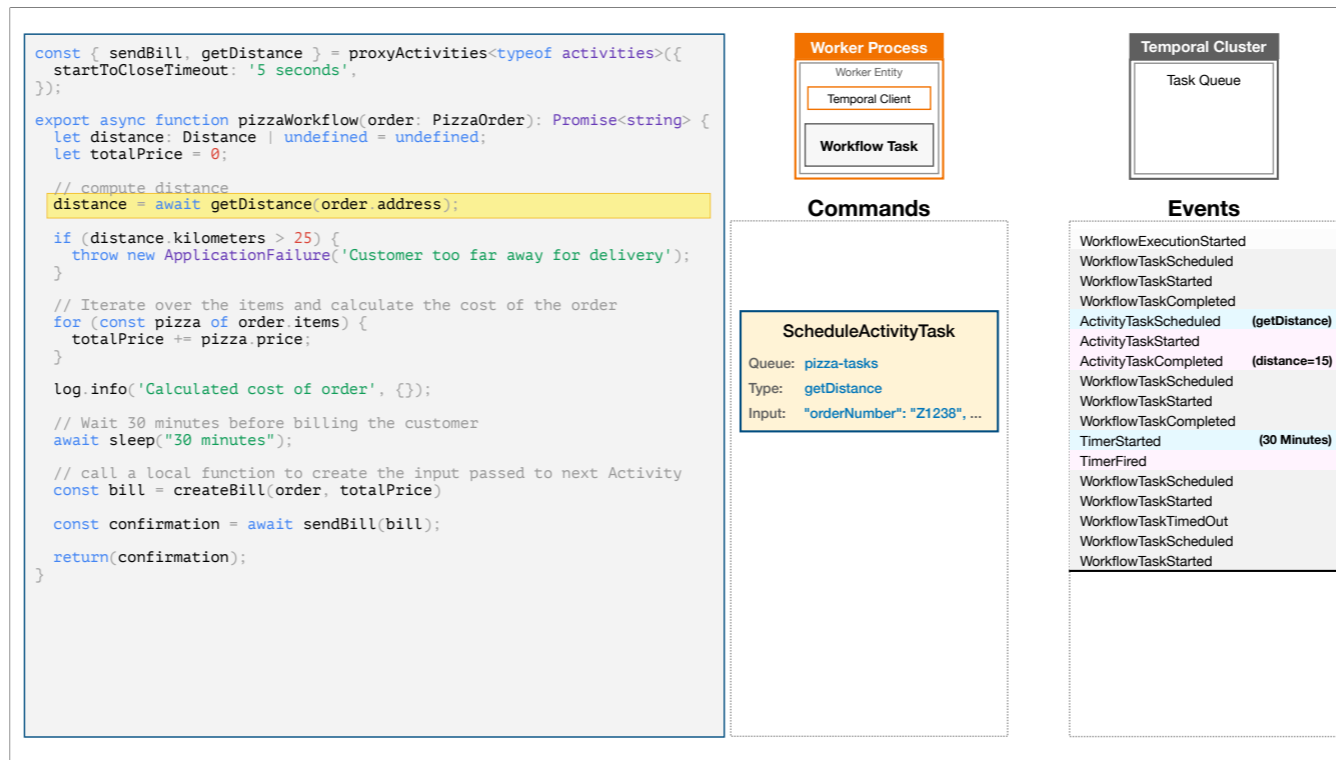 const { sendBill, getDistance } = proxyActivities<typeof activities>({
  startToCloseTimeout: '5 seconds',
});
export async function pizzaWorkflow(order: PizzaOrder): Promise<string> {
  let distance: Distance | undefined = undefined;
  let totalPrice = 0;
  // compute distance
  distance = await getDistance(order.address);
  if (distance.kilometers > 25) {
    throw new ApplicationFailure('Customer too far away for delivery');
  }
  // Iterate over the items and calculate the cost of the order
  for (const pizza of order.items) {
    totalPrice += pizza.price;
  }
  log.info('Calculated cost of order', {});
  // Wait 30 minutes before billing the customer
  await sleep("30 minutes");
  // call a local function to create the input passed to next Activity
  const bill = createBill(order, totalPrice)
  const confirmation = await sendBill(bill);
  return(confirmation);
}
Worker Process
Worker Entity
Temporal Client
Workflow Task
Commands
ScheduleActivityTask
Queue: pizza-tasks
Type: getDistance
Input: "orderNumber": "Z1238", ...
Temporal Cluster
Task Queue
Events
WorkflowExecutionStarted
WorkflowTaskScheduled
WorkflowTaskStarted
WorkflowTaskCompleted
ActivityTaskScheduled (getDistance)
ActivityTaskStarted
ActivityTaskCompleted (distance=15)
WorkflowTaskScheduled
WorkflowTaskStarted
WorkflowTaskCompleted
TimerStarted (30 Minutes)
TimerFired
WorkflowTaskScheduled
WorkflowTaskStarted
WorkflowTaskTimedOut
WorkflowTaskScheduled
WorkflowTaskStarted